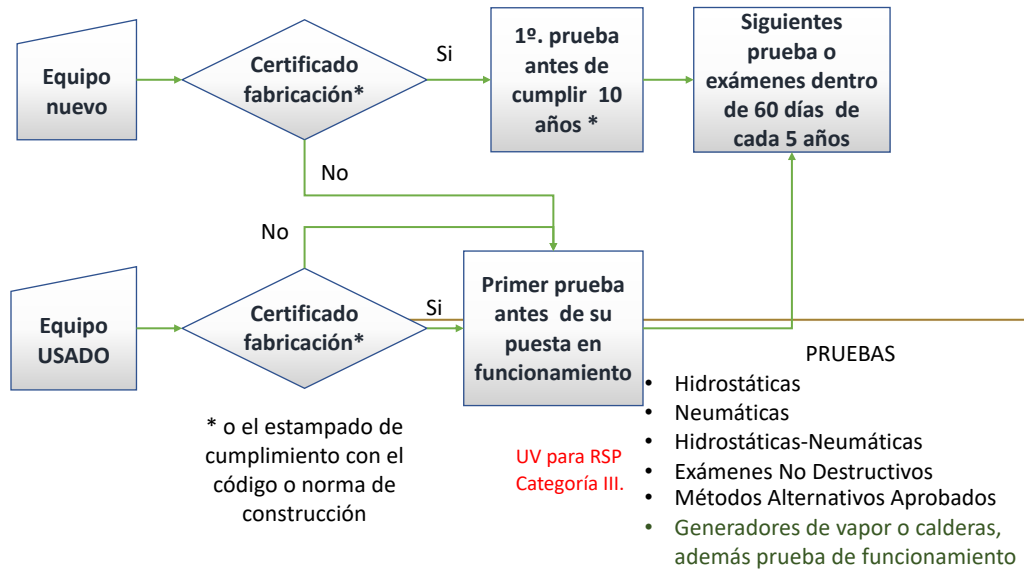 Equipo
nuevo
Certificado
fabricación*
Si
1º. prueba
antes de
cumplir 10
años *
Siguientes
prueba o
exámenes dentro
de 60 días de
cada 5 años
No
No
Equipo
USADO
Certificado
fabricación*
Si
Primer prueba
antes de su
puesta en
funcionamiento
* o el estampado de
cumplimiento con el
código o norma de
construcción
UV para RSP
Categoría III.
PRUEBAS
• Hidrostáticas
• Neumáticas
• Hidrostáticas-Neumáticas
• Exámenes No Destructivos
• Métodos Alternativos Aprobados
• Generadores de vapor o calderas,
además prueba de funcionamiento